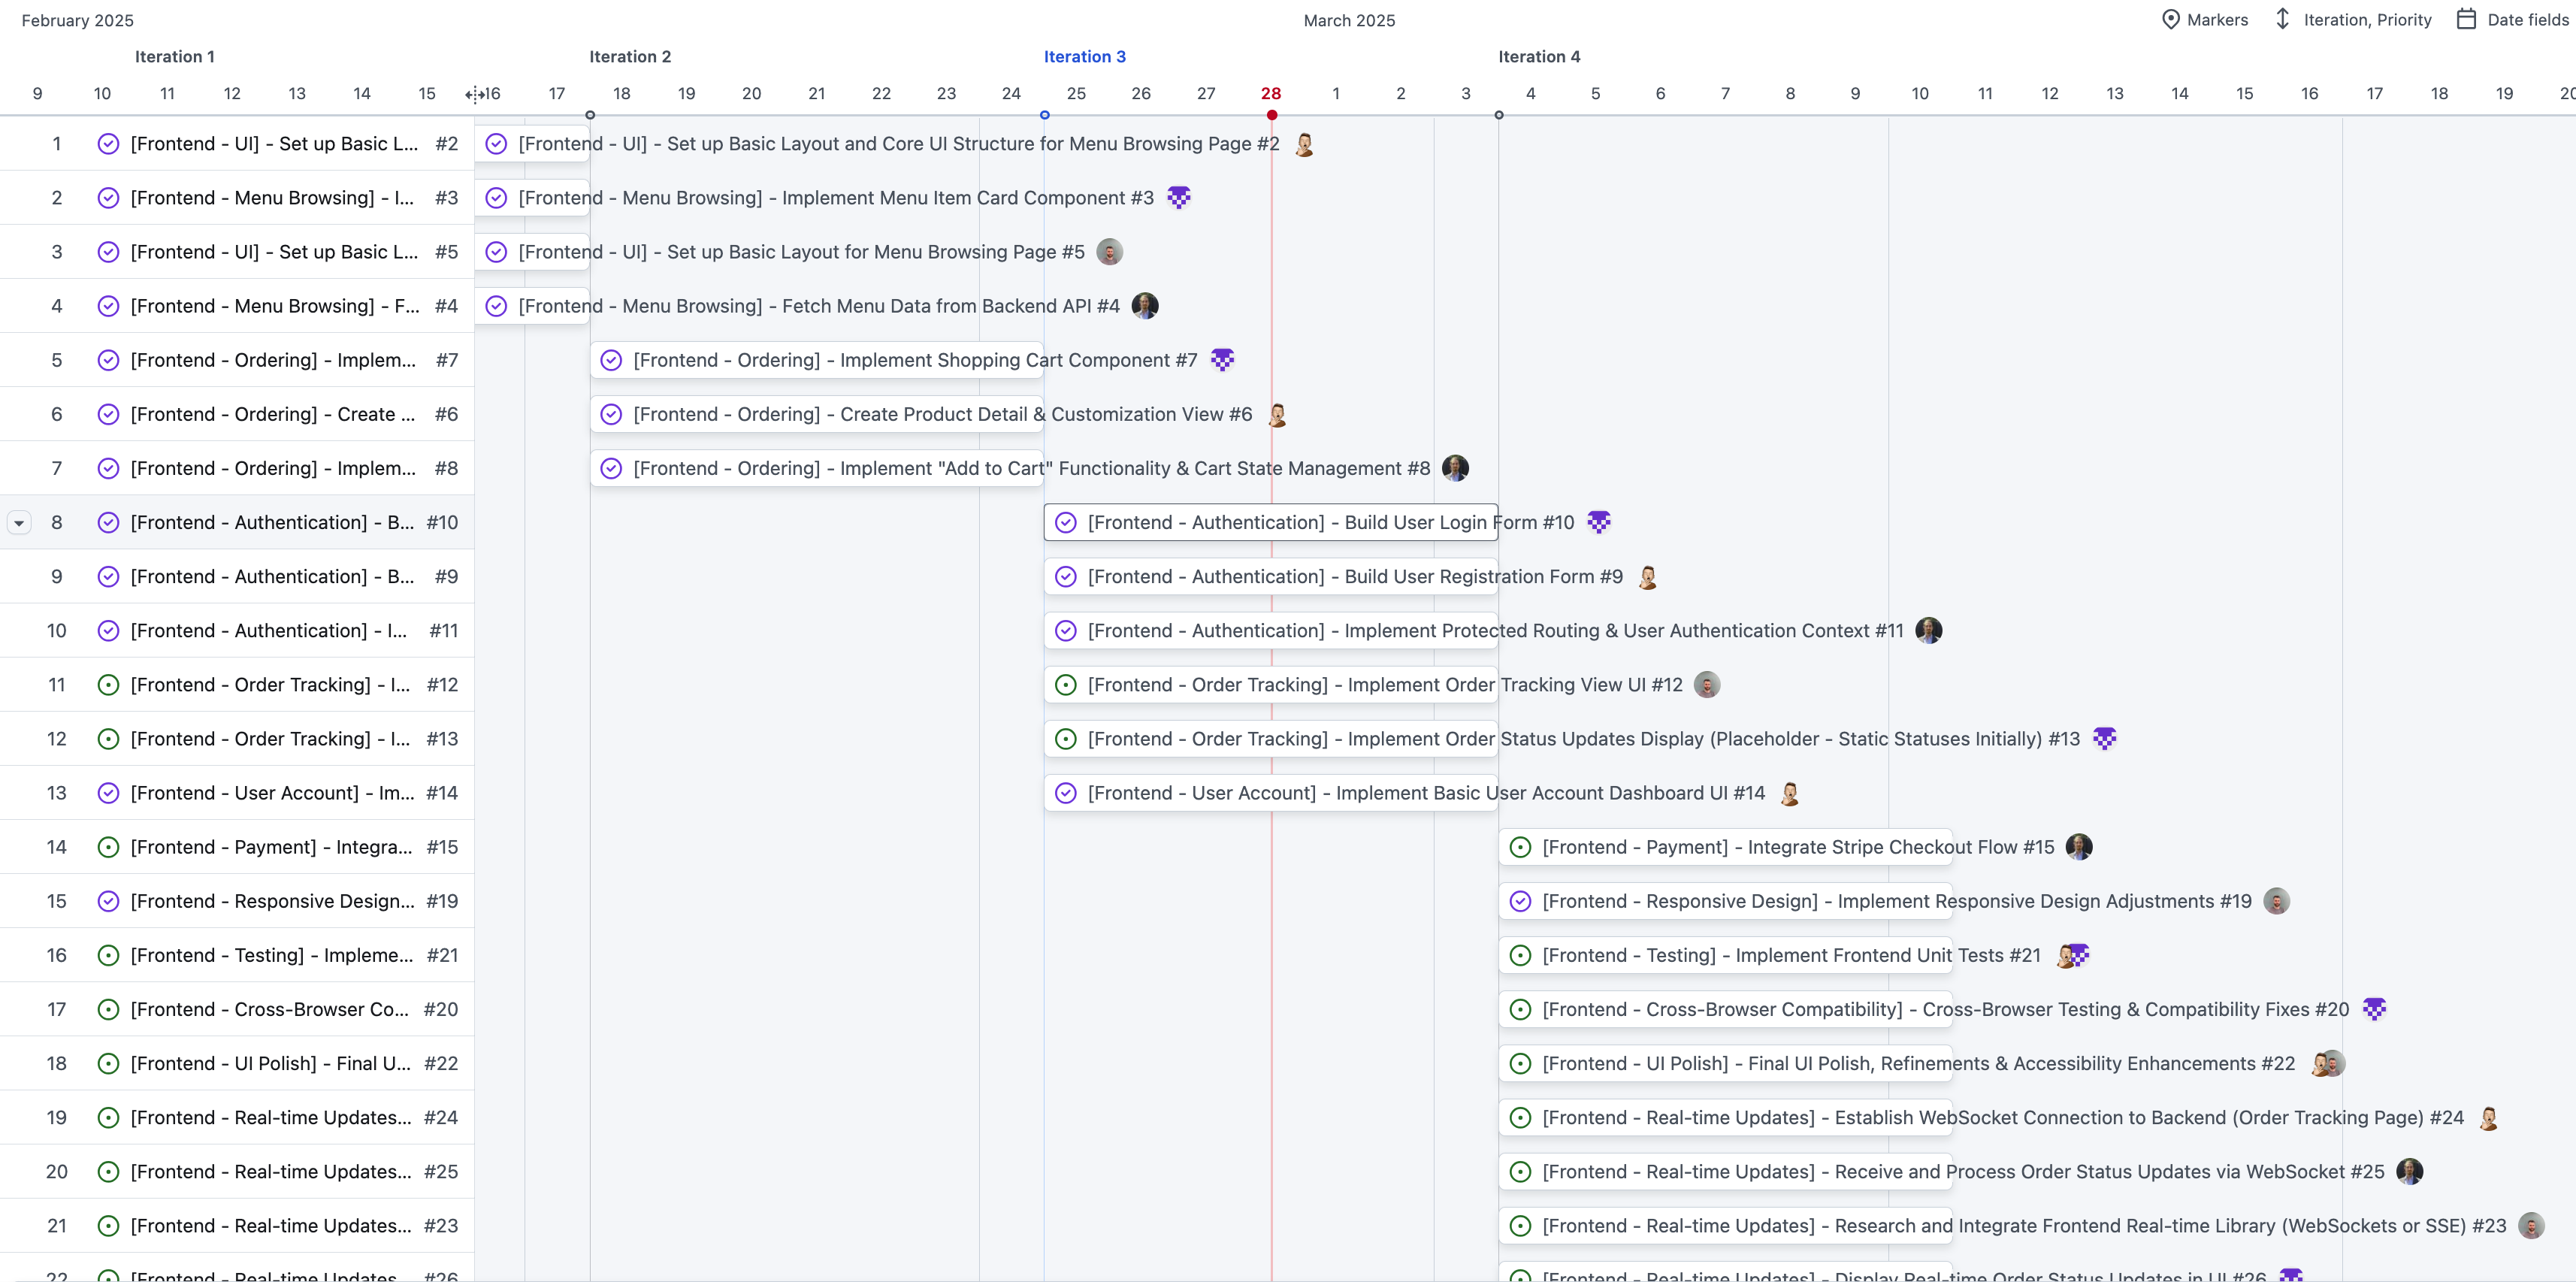 February 2025 March 2025 Markers Iteration, Priority Date fields
Iteration 1 Iteration 2 Iteration 3 Iteration 4
9 10 11 12 13 14 15 16 17 18 19 20 21 22 23 24 25 26 27 28 1 2 3 4 5 6 7 8 9 10 11 12 13 14 15 16 17 18 19
1 [Frontend - UI] - Set up Basic L... #2 [Frontend - UI] - Set up Basic Layout and Core UI Structure for Menu Browsing Page #2
2 [Frontend - Menu Browsing] - I... #3 [Frontend - Menu Browsing] - Implement Menu Item Card Component #3
3 [Frontend - UI] - Set up Basic L... #5 [Frontend - UI] - Set up Basic Layout for Menu Browsing Page #5
4 [Frontend - Menu Browsing] - F... #4 [Frontend - Menu Browsing] - Fetch Menu Data from Backend API #4
5 [Frontend - Ordering] - Implem... #7 [Frontend - Ordering] - Implement Shopping Cart Component #7
6 [Frontend - Ordering] - Create ... #6 [Frontend - Ordering] - Create Product Detail & Customization View #6
7 [Frontend - Ordering] - Implem... #8 [Frontend - Ordering] - Implement "Add to Cart" Functionality & Cart State Management #8
8 [Frontend - Authentication] - B... #10 [Frontend - Authentication] - Build User Login Form #10
9 [Frontend - Authentication] - B... #9 [Frontend - Authentication] - Build User Registration Form #9
10 [Frontend - Authentication] - I... #11 [Frontend - Authentication] - Implement Protected Routing & User Authentication Context #11
11 [Frontend - Order Tracking] - I... #12 [Frontend - Order Tracking] - Implement Order Tracking View UI #12
12 [Frontend - Order Tracking] - I... #13 [Frontend - Order Tracking] - Implement Order Status Updates Display (Placeholder - Static Statuses Initially) #13
13 [Frontend - User Account] - Im... #14 [Frontend - User Account] - Implement Basic User Account Dashboard UI #14
14 [Frontend - Payment] - Integra... #15 [Frontend - Payment] - Integrate Stripe Checkout Flow #15
15 [Frontend - Responsive Design... #19 [Frontend - Responsive Design] - Implement Responsive Design Adjustments #19
16 [Frontend - Testing] - Impleme... #21 [Frontend - Testing] - Implement Frontend Unit Tests #21
17 [Frontend - Cross-Browser Co... #20 [Frontend - Cross-Browser Compatibility] - Cross-Browser Testing & Compatibility Fixes #20
18 [Frontend - UI Polish] - Final U... #22 [Frontend - UI Polish] - Final UI Polish, Refinements & Accessibility Enhancements #22
19 [Frontend - Real-time Updates... #24 [Frontend - Real-time Updates] - Establish WebSocket Connection to Backend (Order Tracking Page) #24
20 [Frontend - Real-time Updates... #25 [Frontend - Real-time Updates] - Receive and Process Order Status Updates via WebSocket #25
21 [Frontend - Real-time Updates... #23 [Frontend - Real-time Updates] - Research and Integrate Frontend Real-time Library (WebSockets or SSE) #23
22 [Frontend - Real-time Updates... #26 [Frontend - Real-time Updates] - Display Real-time Order Status Updates in UI #26